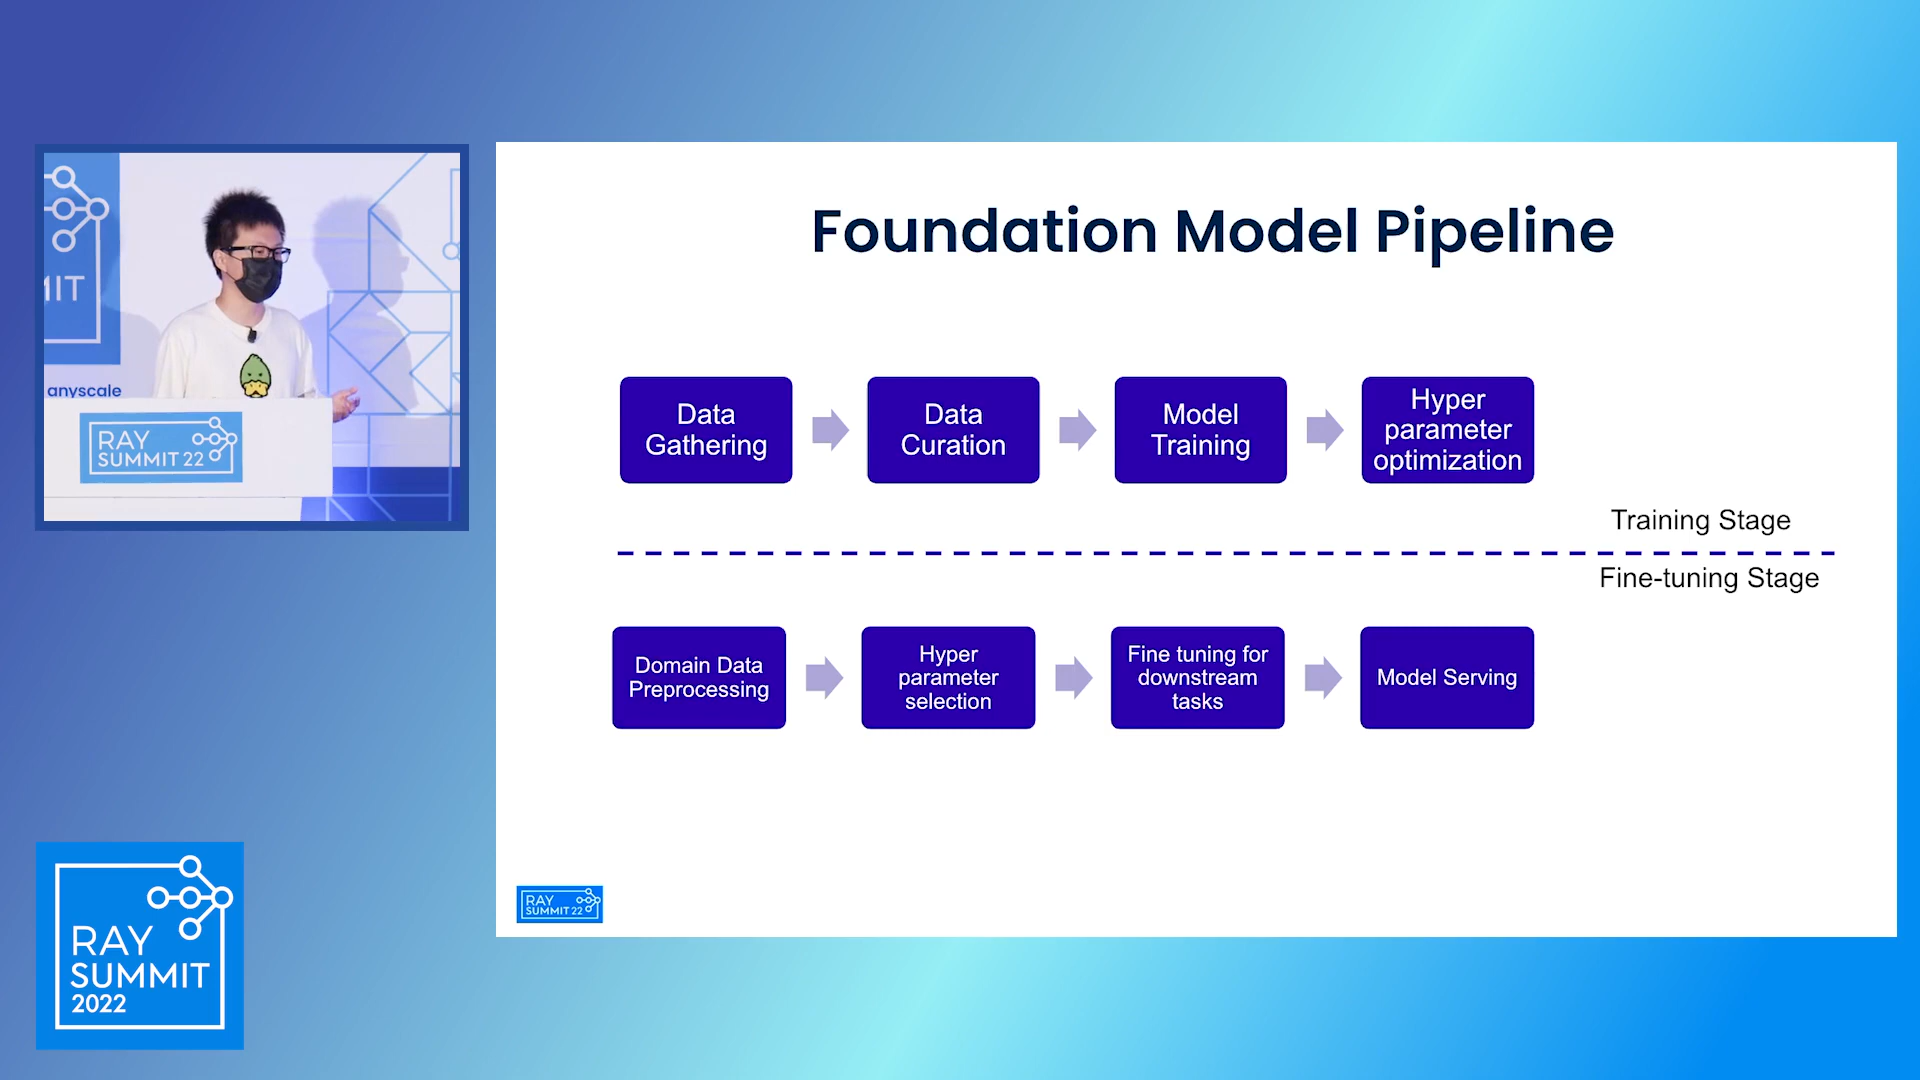 Foundation Model Pipeline
Data
Gathering
Data
Curation
Model
Training
Hyper
parameter
optimization
Training Stage
Fine-tuning Stage
Domain Data
Preprocessing
Hyper
parameter
selection
Fine tuning for
downstream
tasks
Model Serving
RAY
SUMMIT 22
MIT
anyscale
RAY
SUMMIT 22
RAY
SUMMIT
2022